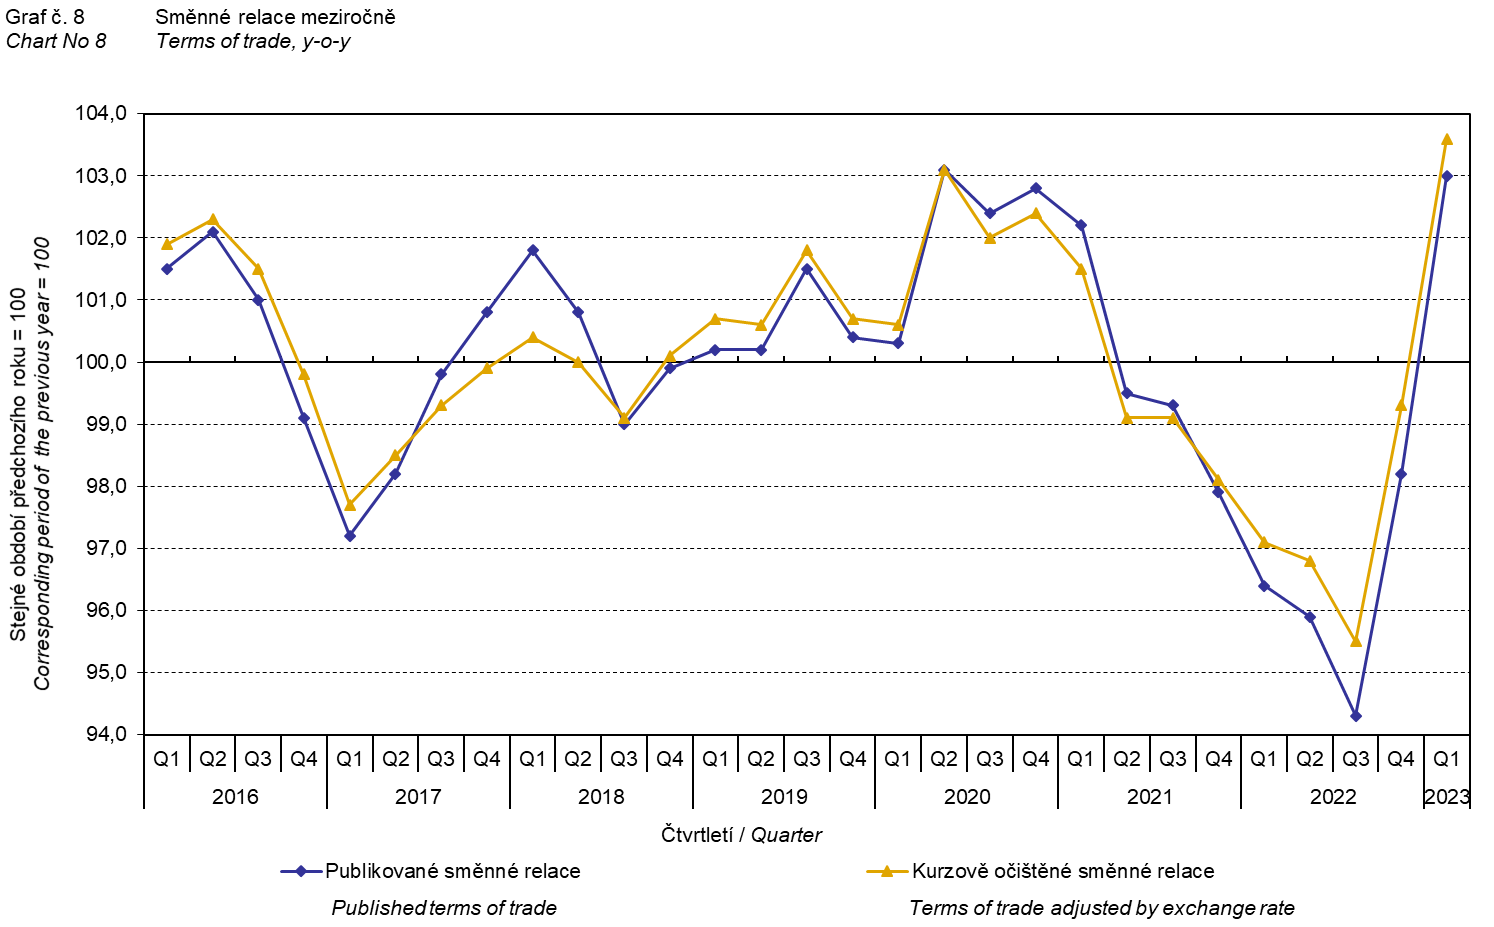 Graf č. 8 Směnné relace meziročně
Chart No 8 Terms of trade, y-o-y
Stejné období předchozího roku = 100
Corresponding period of the previous year = 100
104,0
103,0
102,0
101,0
100,0
99,0
98,0
97,0
96,0
95,0
94,0
Q1 Q2 Q3 Q4 Q1 Q2 Q3 Q4 Q1 Q2 Q3 Q4 Q1 Q2 Q3 Q4 Q1 Q2 Q3 Q4 Q1 Q2 Q3 Q4 Q1 Q2 Q3 Q4 Q1
2016 2017 2018 2019 2020 2021 2022 2023
Čtvrtletí / Quarter
Publikované směnné relace Kurzově očištěné směnné relace
Published terms of trade Terms of trade adjusted by exchange rate